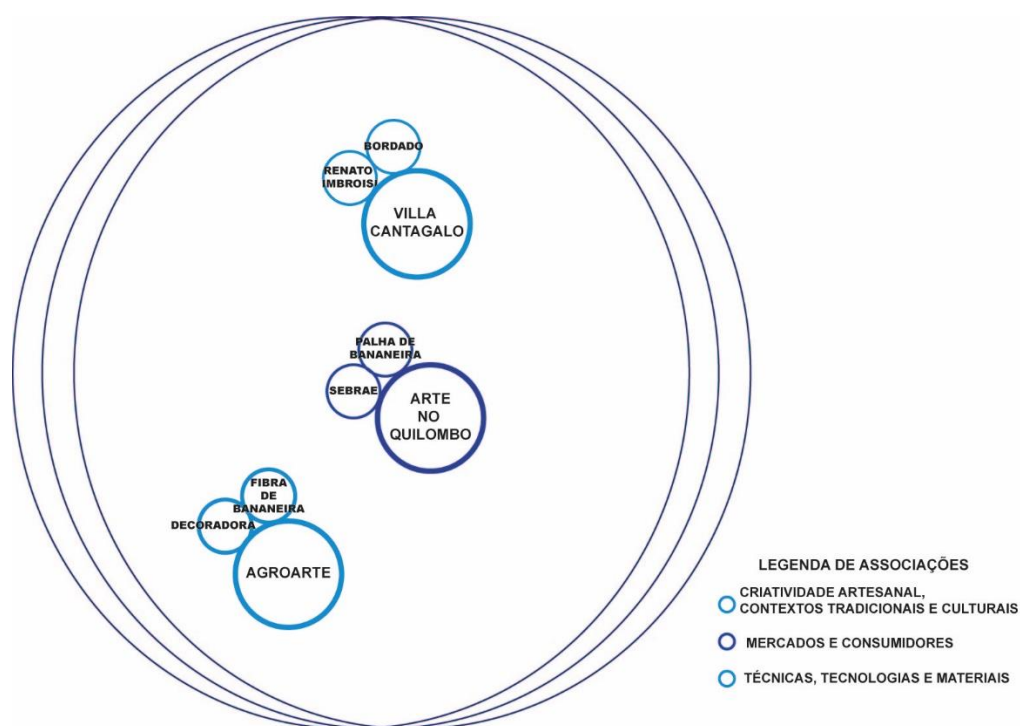 BORDADO
RENATO
IMBROISI
VILLA
CANTAGALO
PALHA DE
BANANEIRA
SEBRAE
ARTE
NO
QUILOMBO
FIBRA
DE
BANANEIRA
DECORADORA
AGROARTE
LEGENDA DE ASSOCIAÇÕES
CRIATIVIDADE ARTESANAL,
CONTEXTOS TRADICIONAIS E CULTURAIS
MERCADOS E CONSUMIDORES
TÉCNICAS, TECNOLOGIAS E MATERIAIS